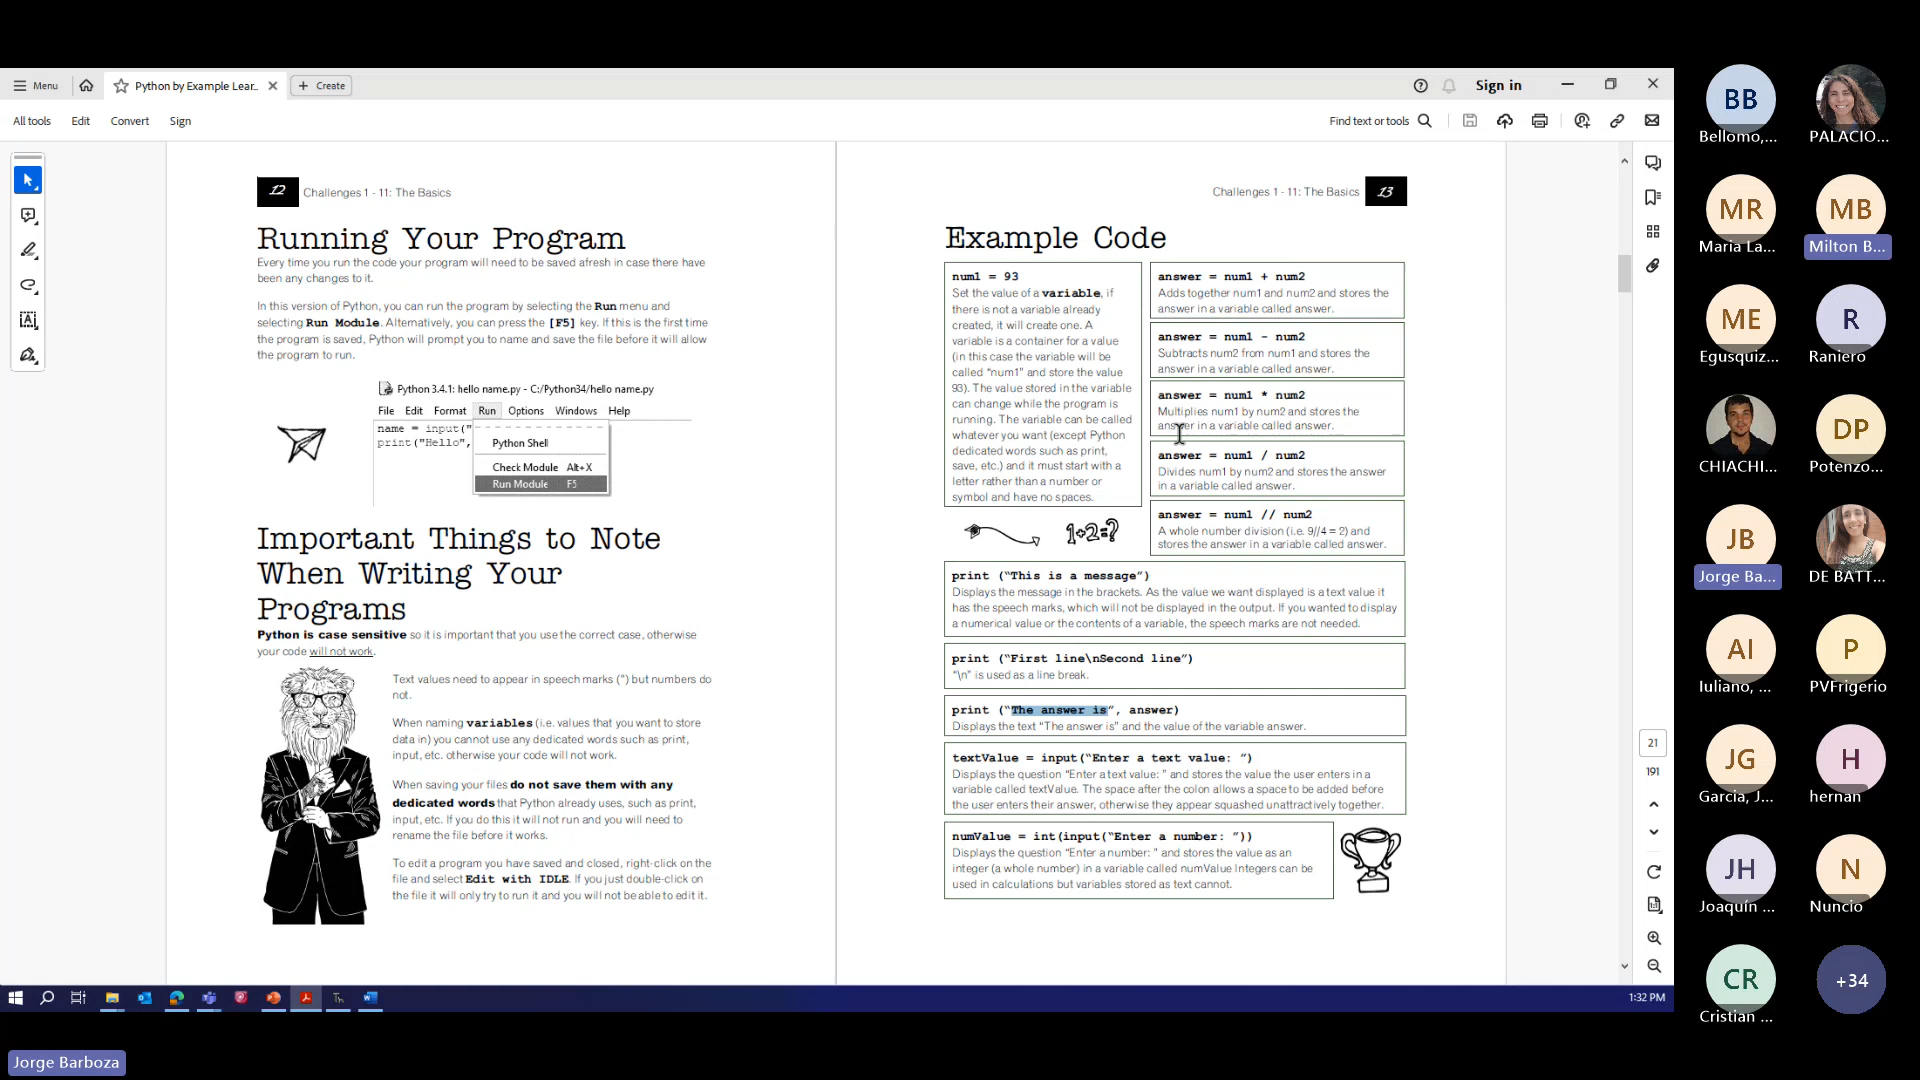 Menu
Python by Example Lear...
Create
Sign in
All tools
Edit
Convert
Sign
Find text or tools
12
Challenges 1 - 11: The Basics
Running Your Program
Every time you run the code your program will need to be saved afresh in case there have
been any changes to it.
In this version of Python, you can run the program by selecting the Run menu and
selecting Run Module. Alternatively, you can press the [F5] key. If this is the first time
the program is saved, Python will prompt you to name and save the file before it will allow
the program to run.
Python 3.4.1: hello name.py - C:/Python34/hello name.py
File Edit Format Run Options Windows Help
name = input("
print("Hello",
Python Shell
Check Module Alt+X
Run Module F5
Important Things to Note
When Writing Your
Programs
Python is case sensitive so it is important that you use the correct case, otherwise
your code will not work.
Text values need to appear in speech marks (") but numbers do
not.
When naming variables (i.e. values that you want to store
data in) you cannot use any dedicated words such as print,
input, etc. otherwise your code will not work.
When saving your files do not save them with any
dedicated words that Python already uses, such as print,
input, etc. If you do this it will not run and you will need to
rename the file before it works.
To edit a program you have saved and closed, right-click on the
file and select Edit with IDLE. If you just double-click on
the file it will only try to run it and you will not be able to edit it.
Challenges 1 - 11: The Basics
13
Example Code
num1 = 93
Set the value of a variable, if
there is not a variable already
created, it will create one. A
variable is a container for a value
(in this case the variable will be
called “num1” and store the value
93). The value stored in the variable
can change while the program is
running. The variable can be called
whatever you want (except Python
dedicated words such as print,
save, etc.) and it must start with a
letter rather than a number or
symbol and have no spaces.
1+2=?
answer = num1 + num2
Adds together num1 and num2 and stores the
answer in a variable called answer.
answer = num1 - num2
Subtracts num2 from num1 and stores the
answer in a variable called answer.
answer = num1 * num2
Multiplies num1 by num2 and stores the
answer in a variable called answer.
answer = num1 / num2
Divides num1 by num2 and stores the answer
in a variable called answer.
answer = num1 // num2
A whole number division (i.e. 9//4 = 2) and
stores the answer in a variable called answer.
print (“This is a message”)
Displays the message in the brackets. As the value we want displayed is a text value it
has the speech marks, which will not be displayed in the output. If you wanted to display
a numerical value or the contents of a variable, the speech marks are not needed.
print (“First line\nSecond line”)
“\n” is used as a line break.
print (“The answer is”, answer)
Displays the text “The answer is” and the value of the variable answer.
textValue = input(“Enter a text value: ”)
Displays the question “Enter a text value: ” and stores the value the user enters in a
variable called textValue. The space after the colon allows a space to be added before
the user enters their answer, otherwise they appear squashed unattractively together.
numValue = int(input(“Enter a number: ”))
Displays the question “Enter a number: ” and stores the value as an
integer (a whole number) in a variable called numValue Integers can be
used in calculations but variables stored as text cannot.
21
191
1:32 PM
BB
Bellomo,...
PALACIO...
MR
Maria La...
MB
Milton B...
ME
Egusquiz...
R
Raniero
CHIACHI...
DP
Potenzo...
JB
Jorge Ba...
DE BATT...
AI
Iuliano, ...
P
PVFrigerio
JG
Garcia, J...
H
hernan
JH
Joaquín ...
N
Nuncio
CR
Cristian ...
+34
Jorge Barboza